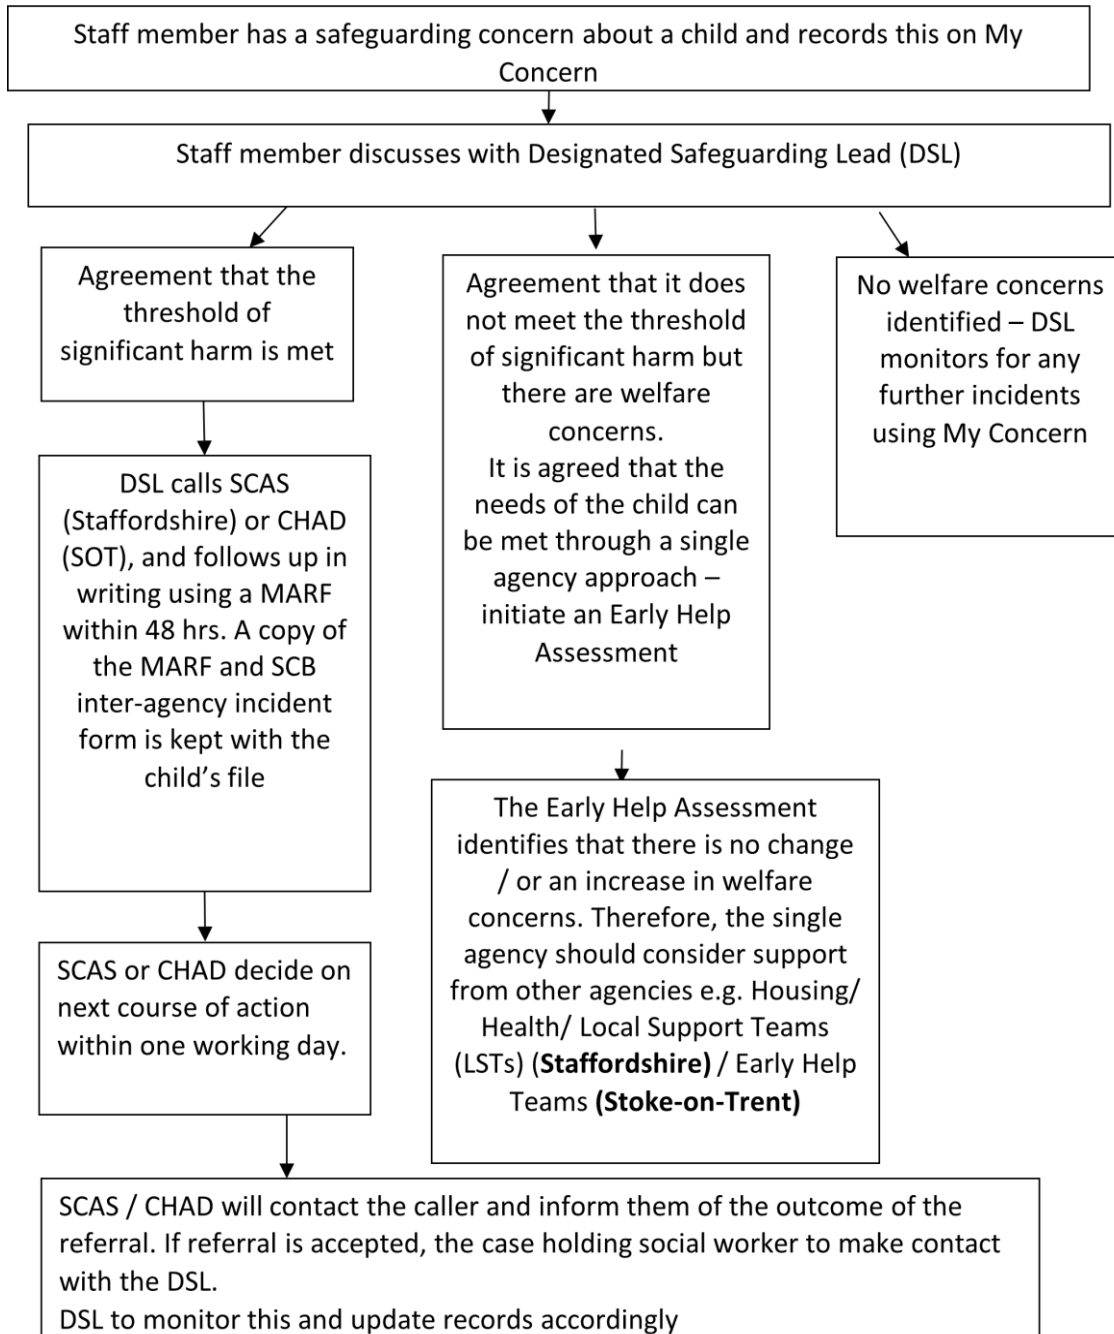 Staff member has a safeguarding concern about a child and records this on My
Concern
Staff member discusses with Designated Safeguarding Lead (DSL)
Agreement that the
threshold of
significant harm is met
DSL calls SCAS
(Staffordshire) or CHAD
(SOT), and follows up in
writing using a MARF
within 48 hrs. A copy of
the MARF and SCB
inter-agency incident
form is kept with the
child’s file
SCAS or CHAD decide on
next course of action
within one working day.
Agreement that it does
not meet the threshold
of significant harm but
there are welfare
concerns.
It is agreed that the
needs of the child can
be met through a single
agency approach –
initiate an Early Help
Assessment
The Early Help Assessment
identifies that there is no change
/ or an increase in welfare
concerns. Therefore, the single
agency should consider support
from other agencies e.g. Housing/
Health/ Local Support Teams
(LSTs) (Staffordshire) / Early Help
Teams (Stoke-on-Trent)
No welfare concerns
identified – DSL
monitors for any
further incidents
using My Concern
SCAS / CHAD will contact the caller and inform them of the outcome of the
referral. If referral is accepted, the case holding social worker to make contact
with the DSL.
DSL to monitor this and update records accordingly